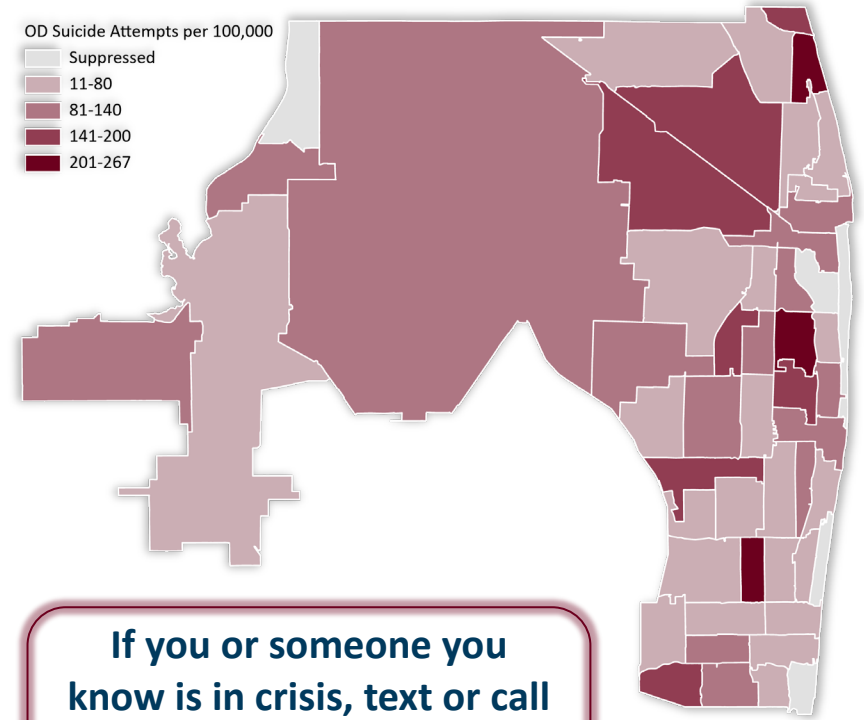 OD Suicide Attempts per 100,000
Suppressed
11-80
81-140
141-200
201-267
If you or someone you
know is in crisis, text or call